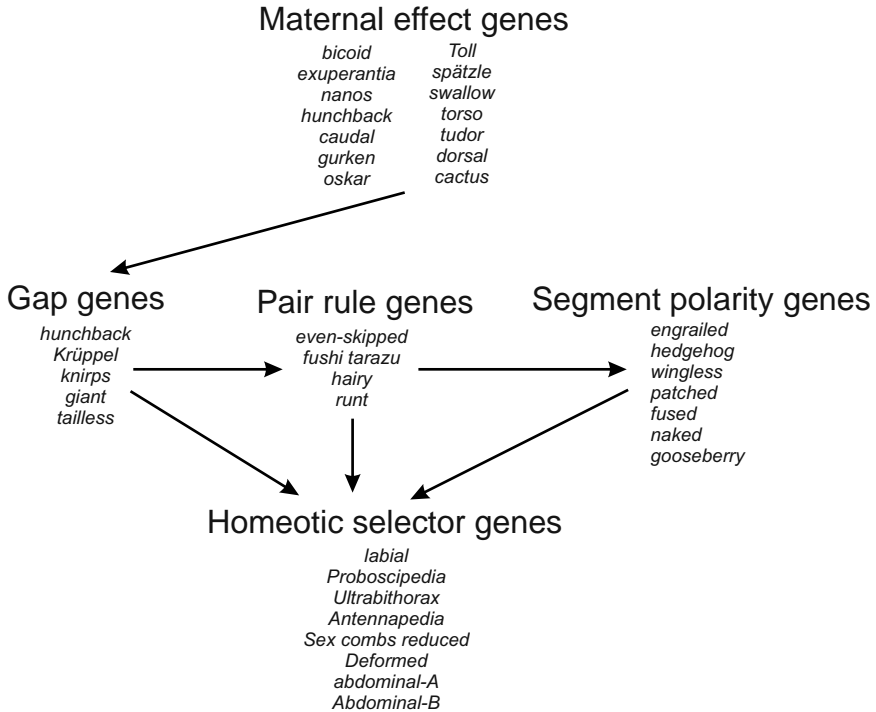 Maternal effect genes
bicoid
exuperantia
nanos
hunchback
caudal
gurken
oskar
Toll
spätzle
swallow
torso
tudor
dorsal
cactus
Gap genes
hunchback
Krüppel
knirps
giant
tailless
Pair rule genes
even-skipped
fushi tarazu
hairy
runt
Segment polarity genes
engrailed
hedgehog
wingless
patched
fused
naked
gooseberry
Homeotic selector genes
labial
Proboscipedia
Ultrabithorax
Antennapedia
Sex combs reduced
Deformed
abdominal-A
Abdominal-B